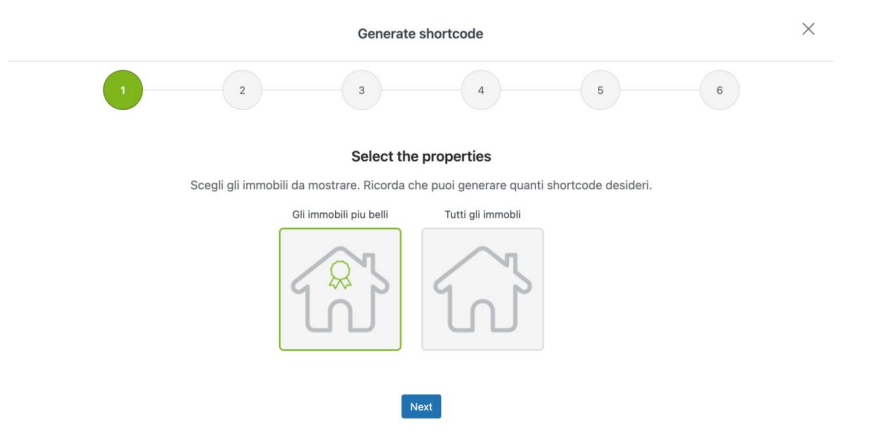 Generate shortcode
1 2 3 4 5 6
Select the properties
Scegli gli immobili da mostrare. Ricorda che puoi generare quanti shortcode desideri.
Gli immobili piu belli Tutti gli immobli
Next